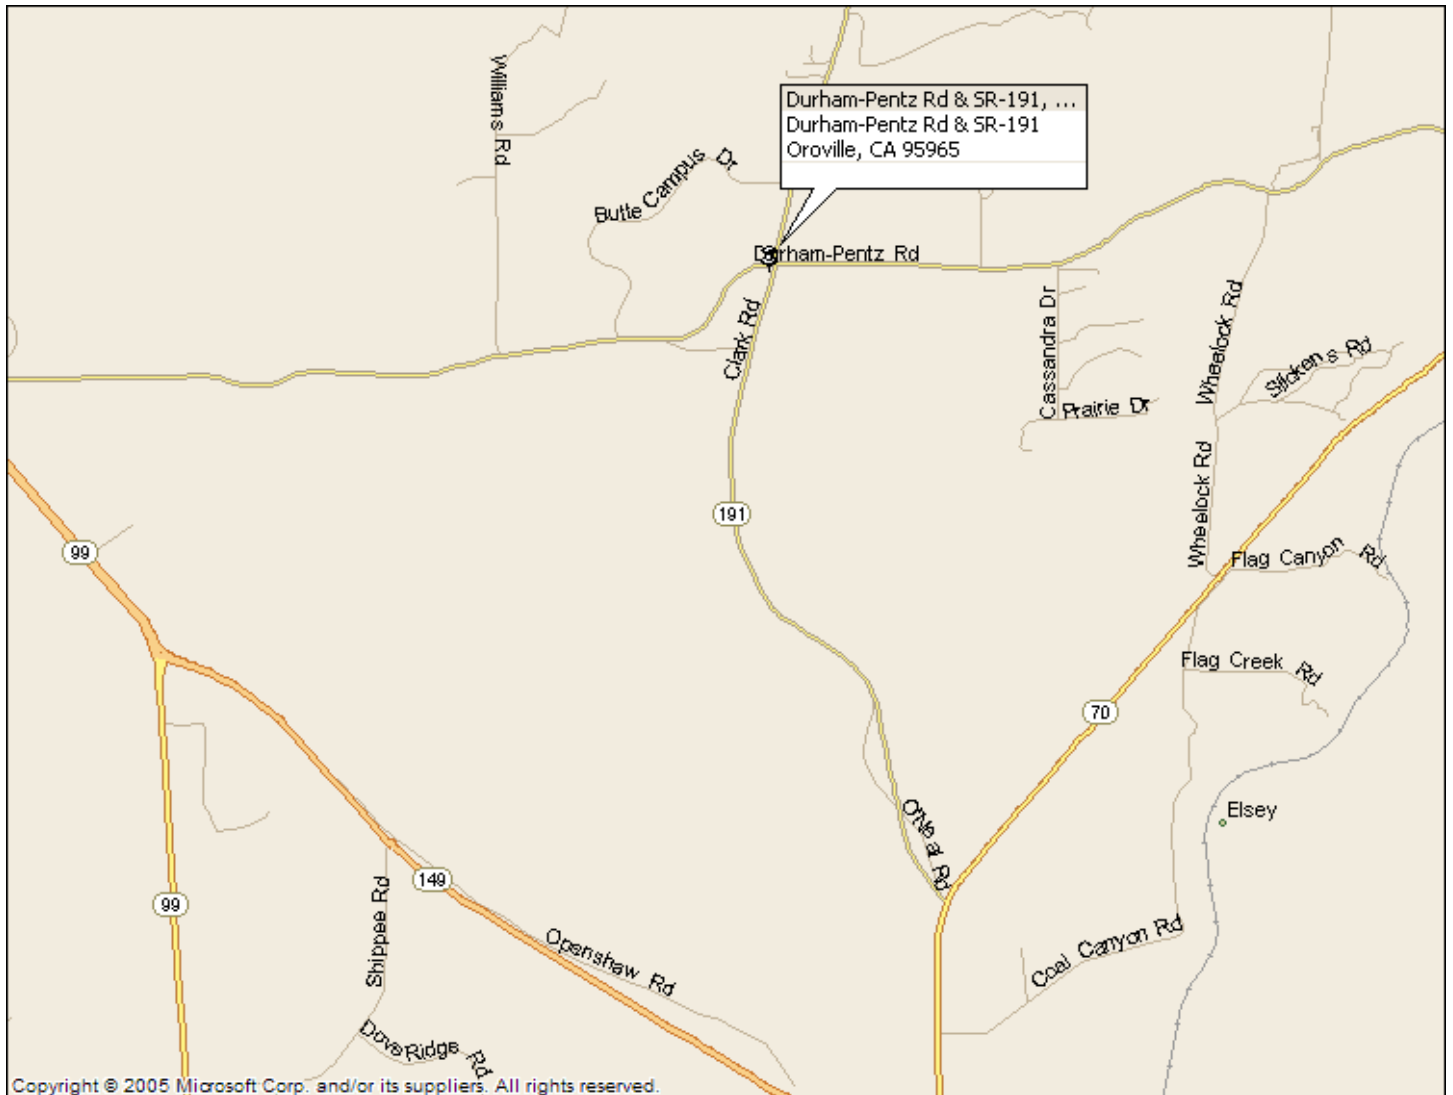 Williams Rd
Durham-Pentz Rd & SR-191, ...
Durham-Pentz Rd & SR-191
Oroville, CA 95965
Butte Campus Dr
Durham-Pentz Rd
Clark Rd
Cassandra Dr
Wheelock Rd
Slickens Rd
Prairie Dr
Wheelock Rd
191
99
Flag Canyon Rd
Flag Creek Rd
70
Elsey
O'Neal Rd
149
99
Shippee Rd
Openshaw Rd
Coal Canyon Rd
Dove Ridge Rd
Copyright © 2005 Microsoft Corp. and/or its suppliers. All rights reserved.